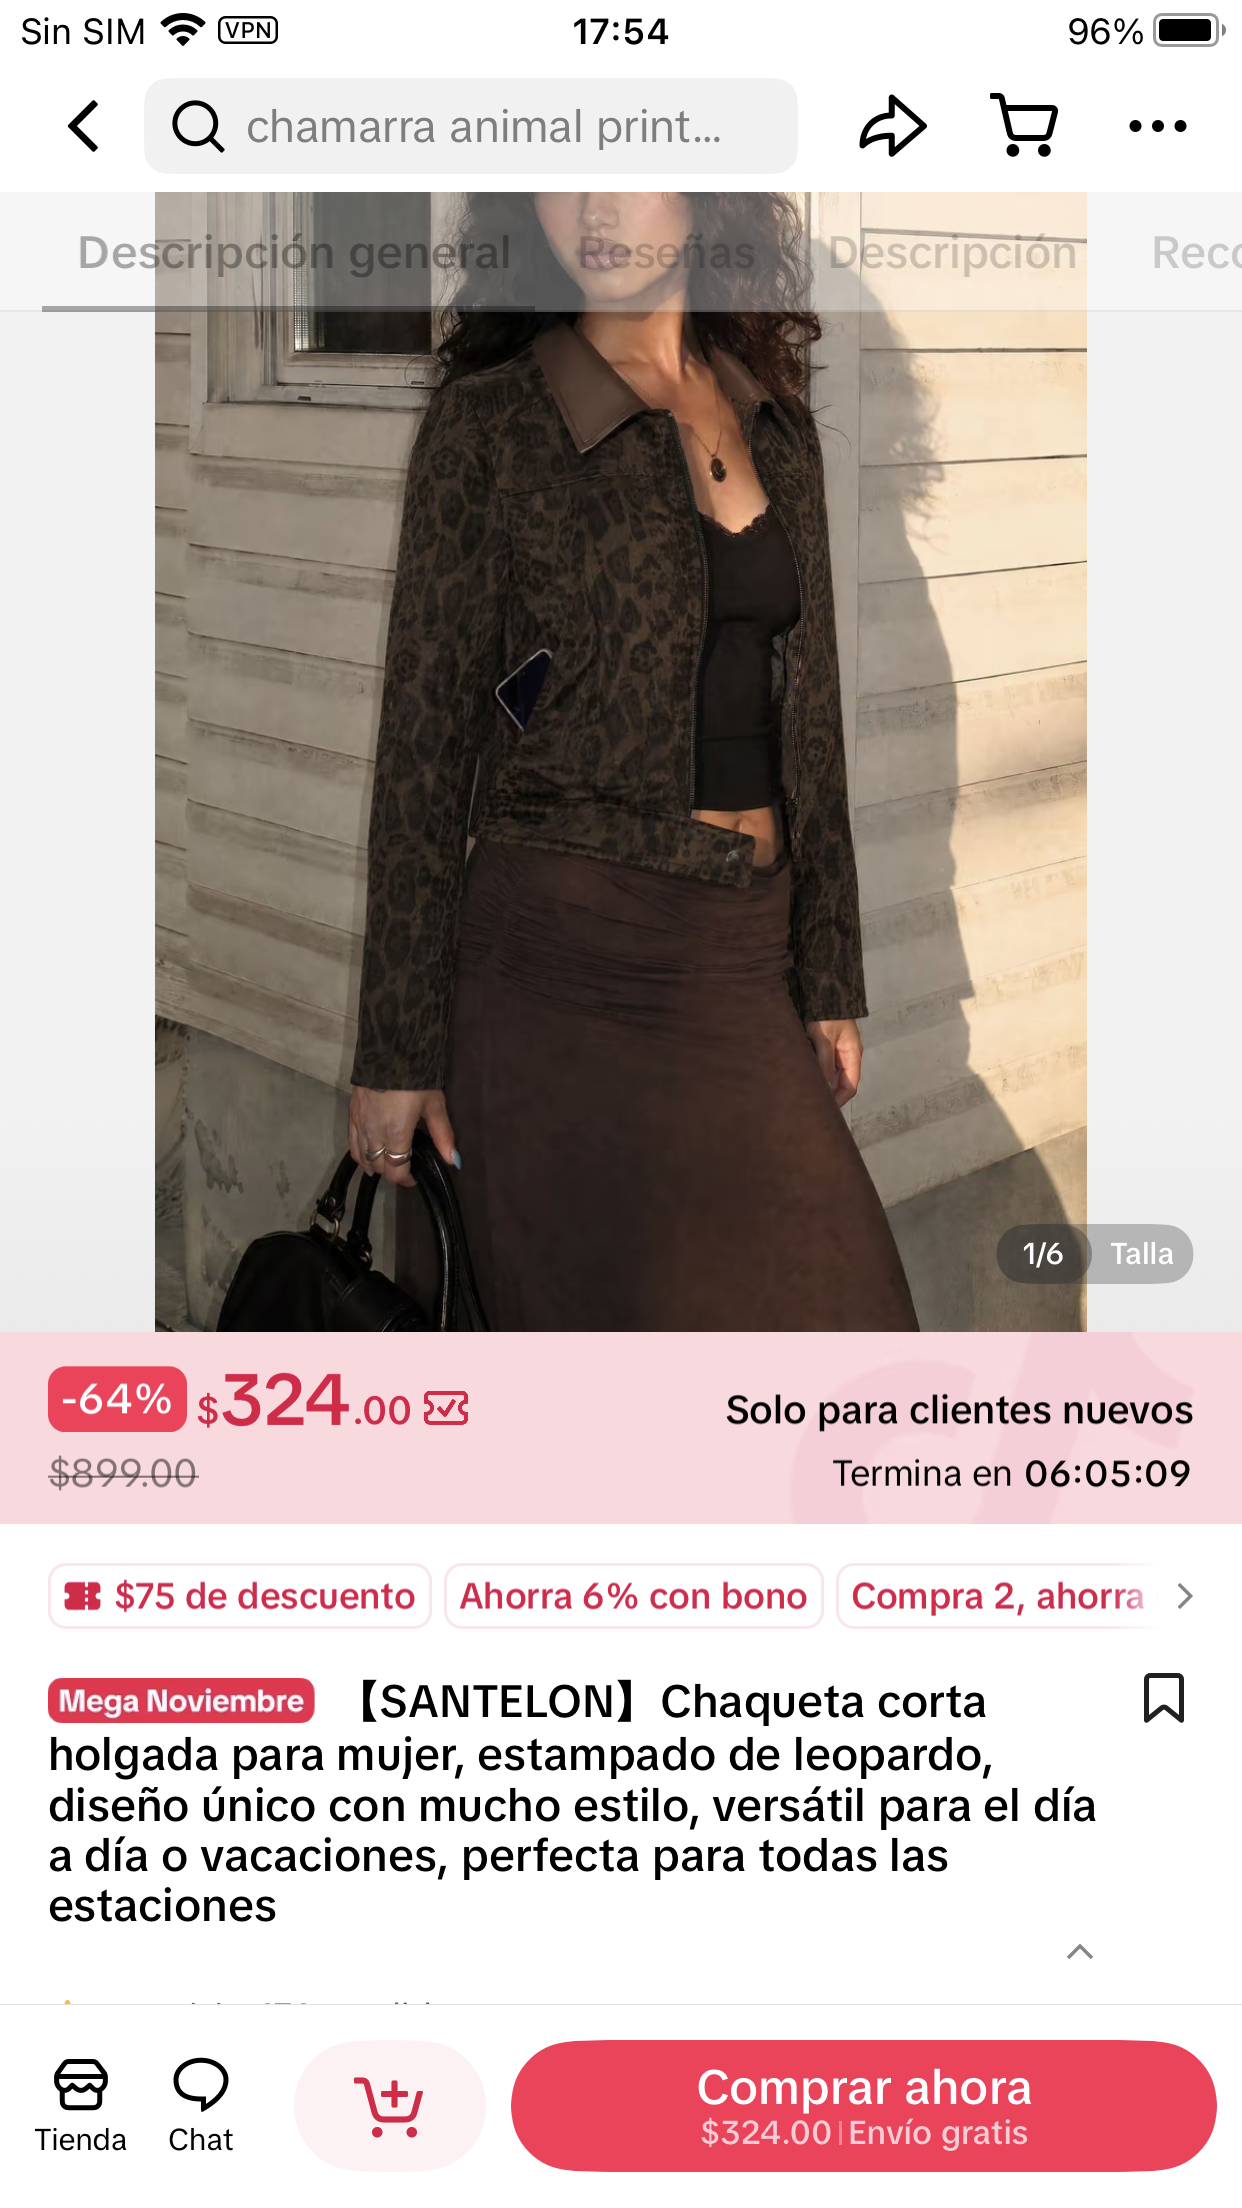 Sin SIM VPN 17:54 96%
chamarra animal print...
Descripción general Reseñas Descripción
1/6 Talla
-64% $324.00 Solo para clientes nuevos
$899.00 Termina en 06:05:09
$75 de descuento Ahorra 6% con bono Compra 2, ahorra
Mega Noviembre 【SANTELON】Chaqueta corta
holgada para mujer, estampado de leopardo,
diseño único con mucho estilo, versátil para el día
a día o vacaciones, perfecta para todas las
estaciones
Comprar ahora
Tienda Chat $324.00 | Envío gratis